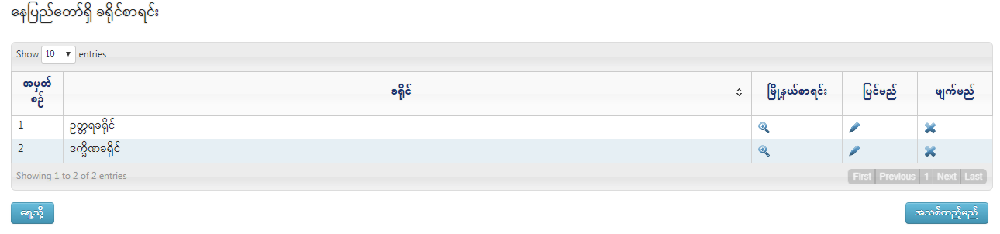 နေပြည်တော်ရှိ ခရိုင်စာရင်း
Show 10 entries
အမှတ်စဉ် ခရိုင် မြို့နယ်စာရင်း ပြင်မည် ဖျက်မည်
1 ဥတ္တရခရိုင်
2 ဒက္ခိဏခရိုင်
Showing 1 to 2 of 2 entries First Previous 1 Next Last
ရှေ့သို့ အသစ်ထည့်မည်